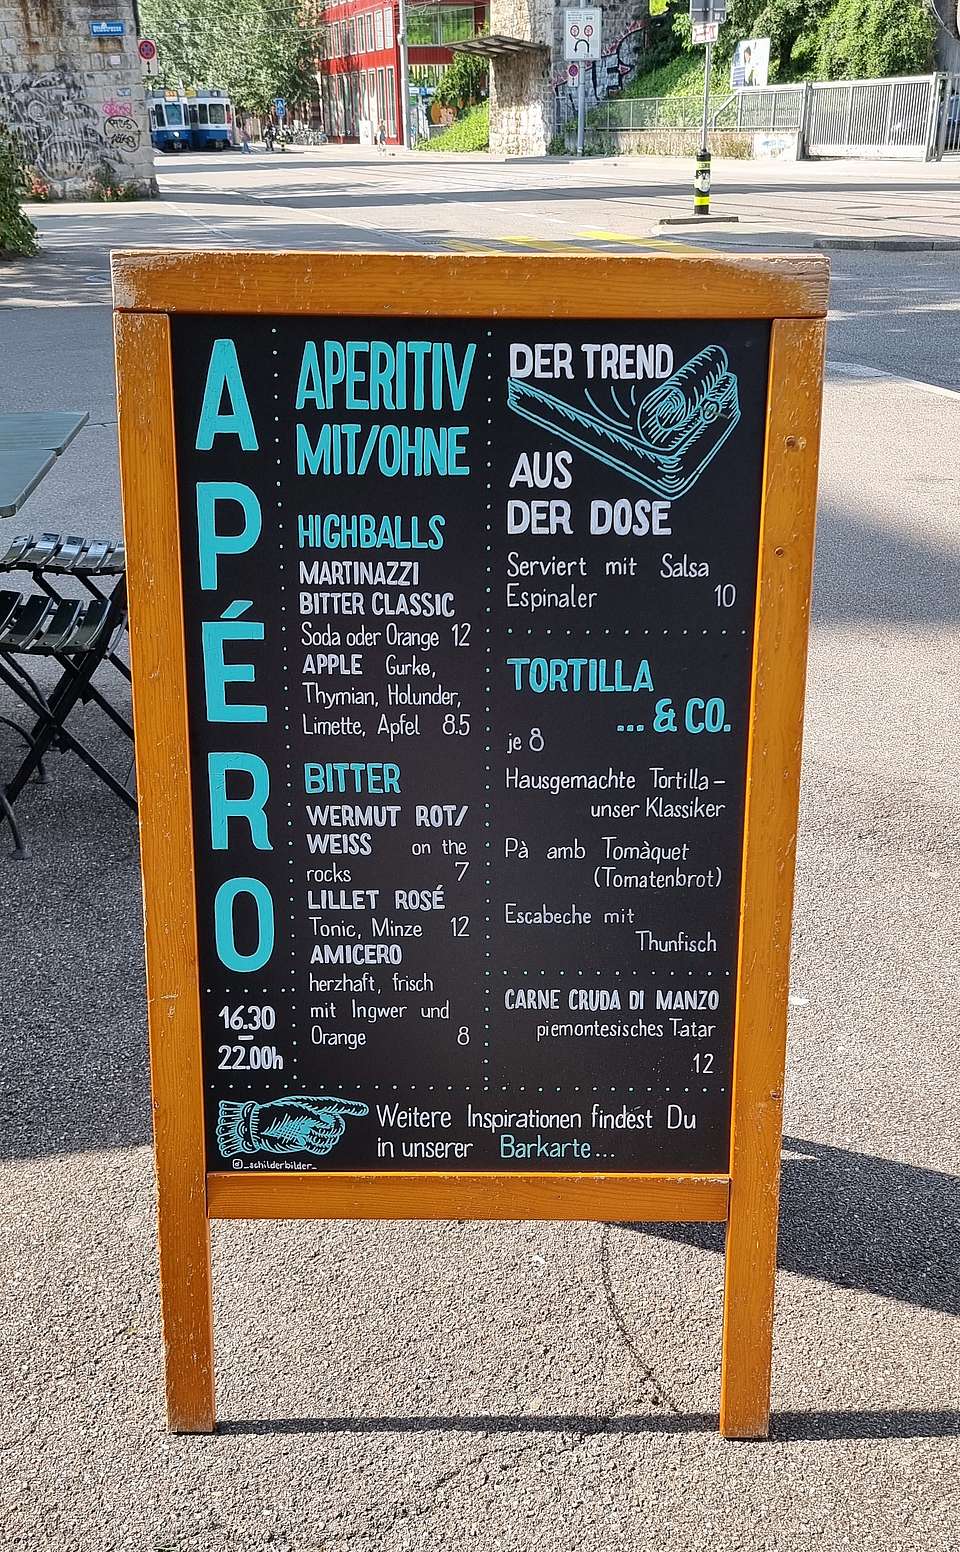 APÉRO
16.30
–
22.00h
APERITIV
MIT/OHNE
HIGHBALLS
MARTINAZZI
BITTER CLASSIC
Soda oder Orange 12
APPLE Gurke,
Thymian, Holunder,
Limette, Apfel 8.5
BITTER
WERMUT ROT/
WEISS on the
rocks 7
LILLET ROSÉ
Tonic, Minze 12
AMICERO
herzhaft, frisch
mit Ingwer und
Orange 8
DER TREND
AUS
DER DOSE
Serviert mit Salsa
Espinaler 10
TORTILLA
... & CO.
je 8
Hausgemachte Tortilla –
unser Klassiker
Pà amb Tomàquet
(Tomatenbrot)
Escabeche mit
Thunfisch
CARNE CRUDA DI MANZO
piemontesisches Tatar
12
Weitere Inspirationen findest Du
in unserer Barkarte...
@_schilderbilder_